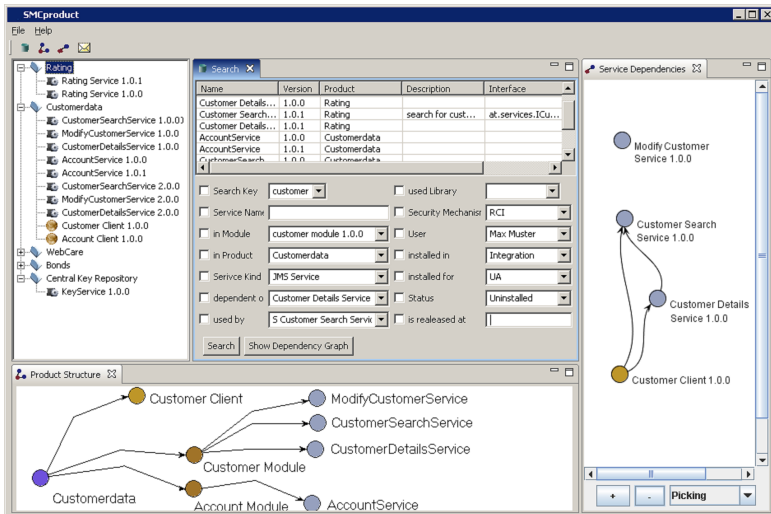 SMCproduct
File Help
Rating
Rating Service 1.0.1
Rating Service 1.0.0
Customerdata
CustomerSearchService 1.0.0)
ModifyCustomerService 1.0.0
CustomerDetailsService 1.0.0
AccountService 1.0.0
AccountService 1.0.1
CustomerSearchService 2.0.0
ModifyCustomerService 2.0.0
CustomerDetailsService 2.0.0
Customer Client 1.0.0
Account Client 1.0.0
WebCare
Bonds
Central Key Repository
KeyService 1.0.0
Search
Name Version Product Description Interface
Customer Details... 1.0.0 Rating
Customer Search... 1.0.1 Rating search for cust... at.services.ICu...
Customer Details... 1.0.1 Rating
AccountService 1.0.0 Customerdata
AccountService 1.0.1 Customerdata
CustomerSearch 1.0.0 Customerdata
Search Key customer used Library
Service Name Security Mechanisr RCI
in Module customer module 1.0.0 User Max Muster
in Product Customerdata installed in Integration
Serivce Kind JMS Service installed for UA
dependent o Customer Details Service Status Uninstalled
used by S Customer Search Servic is realeased at
Search Show Dependency Graph
Service Dependencies
Modify Customer
Service 1.0.0
Customer Search
Service 1.0.0
Customer Details
Service 1.0.0
Customer Client 1.0.0
+ - Picking
Product Structure
Customer Client
ModifyCustomerService
CustomerSearchService
CustomerDetailsService
Customer Module
Customerdata
Account Module
AccountService